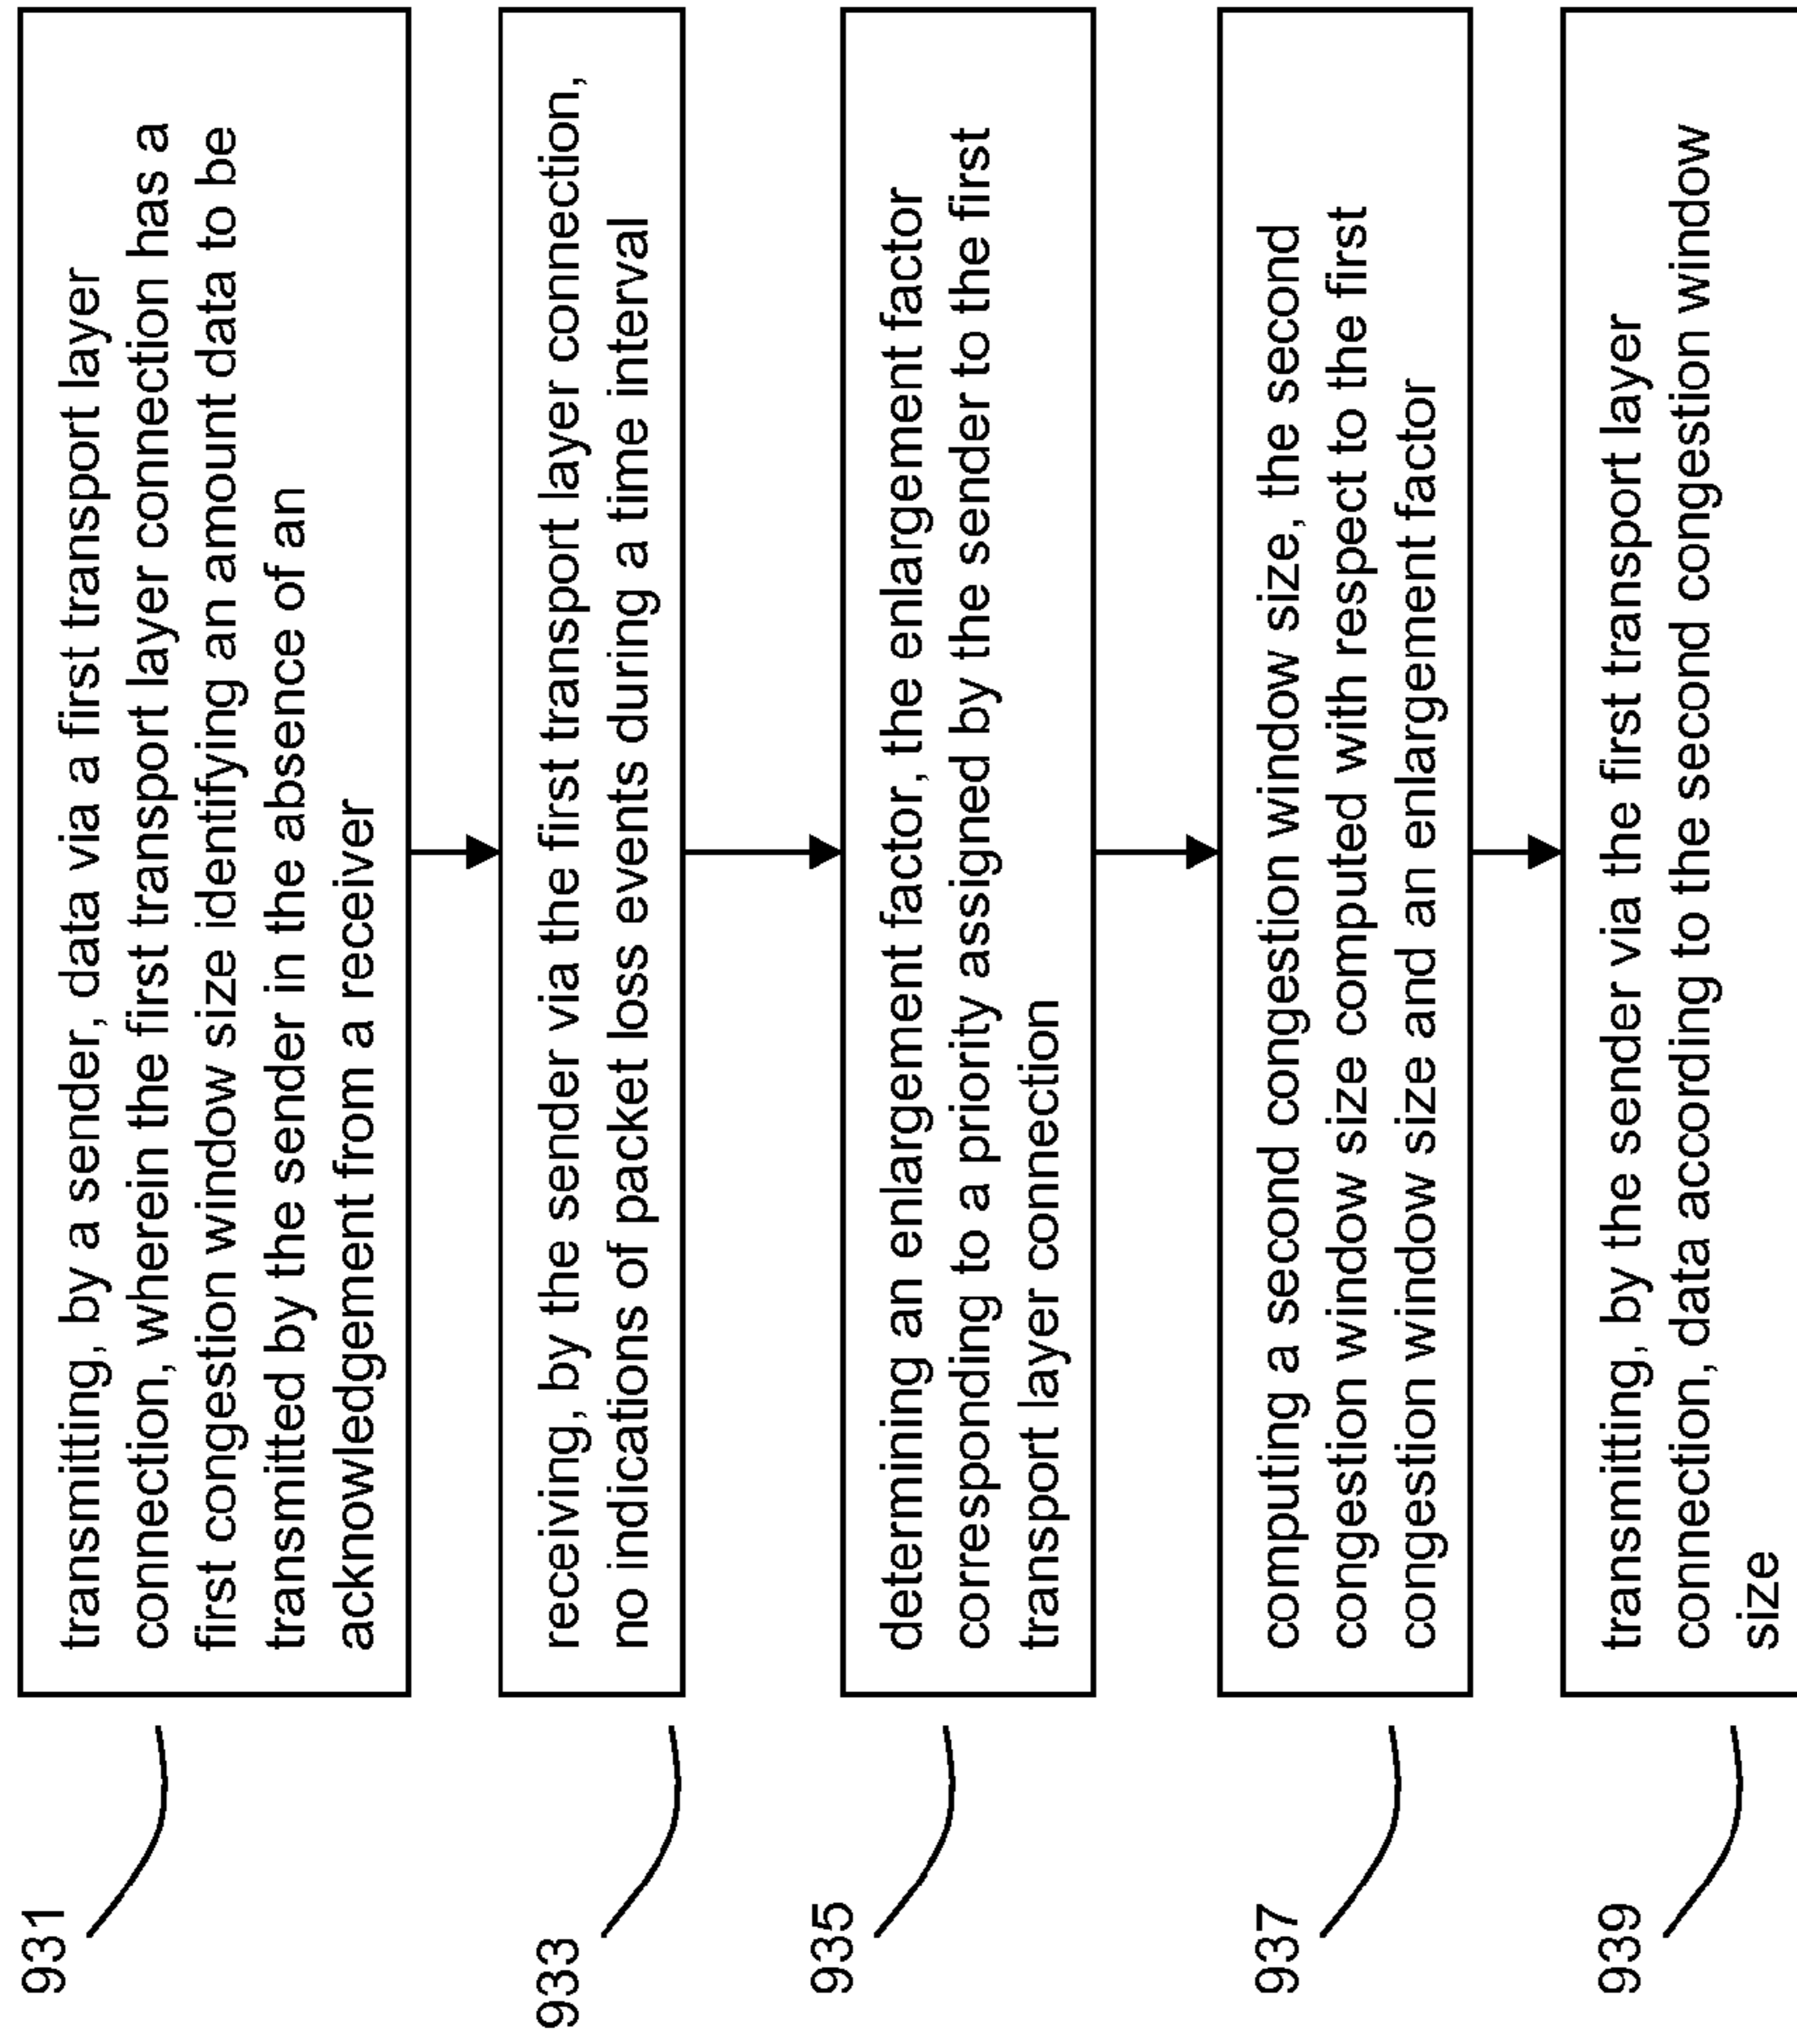 931
transmitting, by a sender, data via a first transport layer
connection, wherein the first transport layer connection has a
first congestion window size identifying an amount data to be
transmitted by the sender in the absence of an
acknowledgement from a receiver
933
receiving, by the sender via the first transport layer connection,
no indications of packet loss events during a time interval
935
determining an enlargement factor, the enlargement factor
corresponding to a priority assigned by the sender to the first
transport layer connection
937
computing a second congestion window size, the second
congestion window size computed with respect to the first
congestion window size and an enlargement factor
939
transmitting, by the sender via the first transport layer
connection, data according to the second congestion window
size